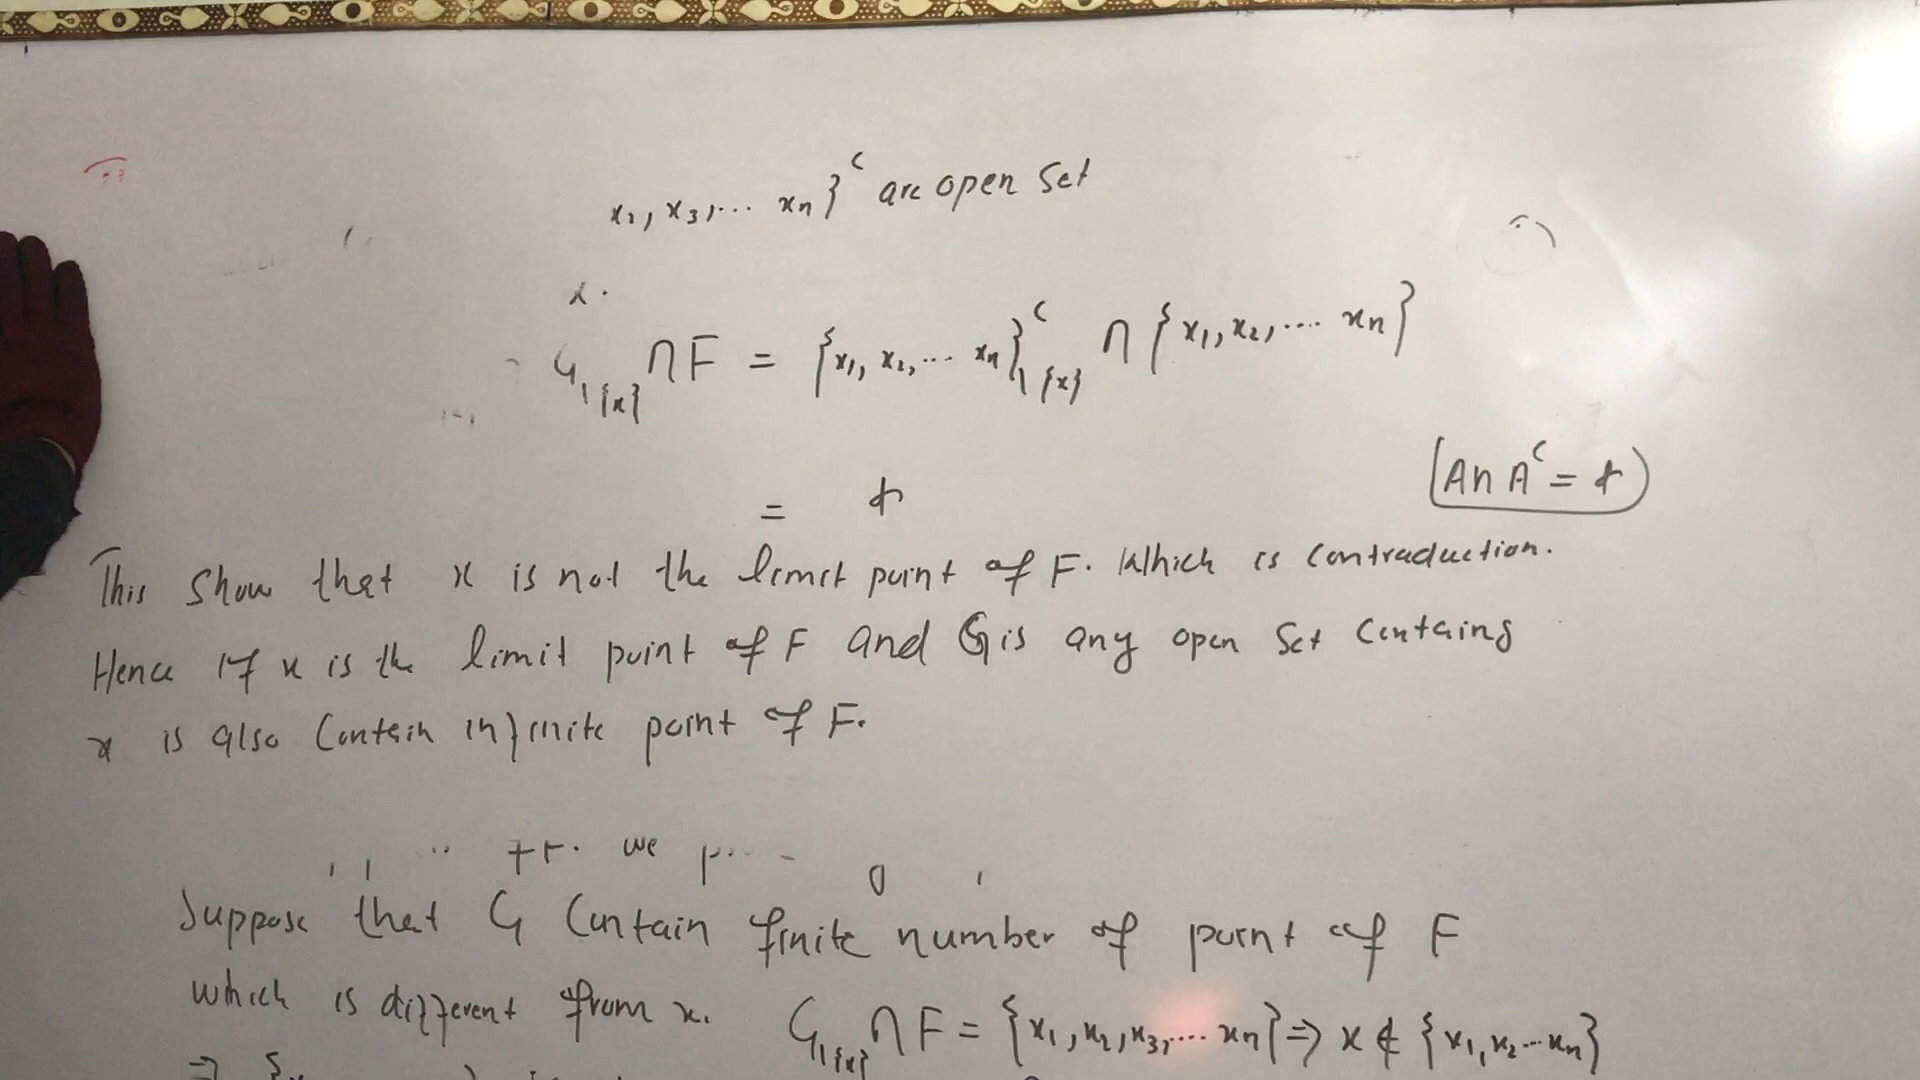 x₂, x₃, ... xₙ}ᶜ are open Set
x.
G\{x} ∩ F = {x₁, x₂, ... xₙ}ᶜ\{x} ∩ {x₁, x₂, .... xₙ}
= ϕ
(A∩Aᶜ = ϕ)
This Show that x is not the limit point of F. Which is Contraduction.
Hence if x is the limit point of F and G is any open Set Containg
x is also Contain infinite point of F.
we
Suppose that G Contain finite number of point of F
which is different from x. G\{x} ∩ F = {x₁, x₂, x₃, ... xₙ} ⇒ x ∉ {x₁, x₂ ... xₙ}